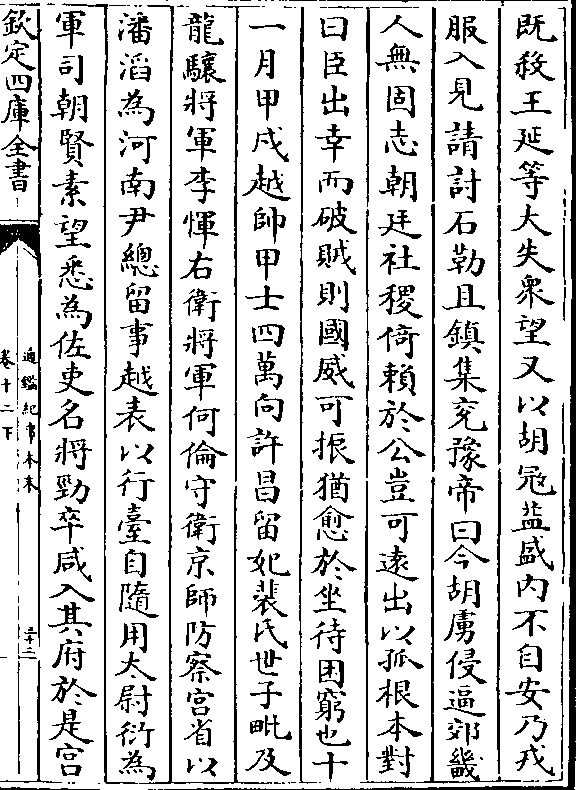 既殺王延等大失衆望又以胡冦益盛内不自安乃戎
服入見請討石勒且鎮集兖豫帝曰今胡虜侵逼郊畿
人無固志朝廷社稷倚賴於公豈可遠出以孤根本對
曰臣出幸而破賊則國威可振猶愈於坐待困窮也十
一月甲戌越帥甲士四萬向許昌留妃裴氏世子毗及
龍驤將軍李惲右衛將軍何倫守衛京師防察宫省以
潘滔為河南尹總留事越表以行臺自隨用太尉衍為
軍司朝賢素望悉為佐吏名將勁卒咸入其府於是宫
欽定四庫全書
通鑑紀事本末
卷十二下
三十三